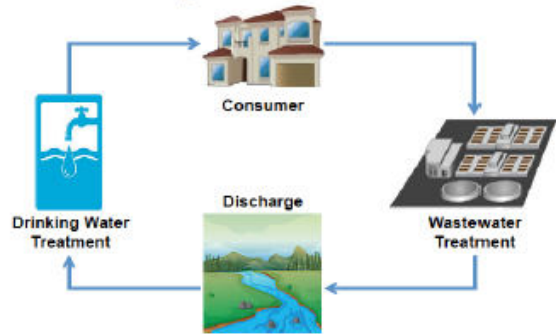 Consumer
Drinking Water
Treatment
Discharge
Wastewater
Treatment